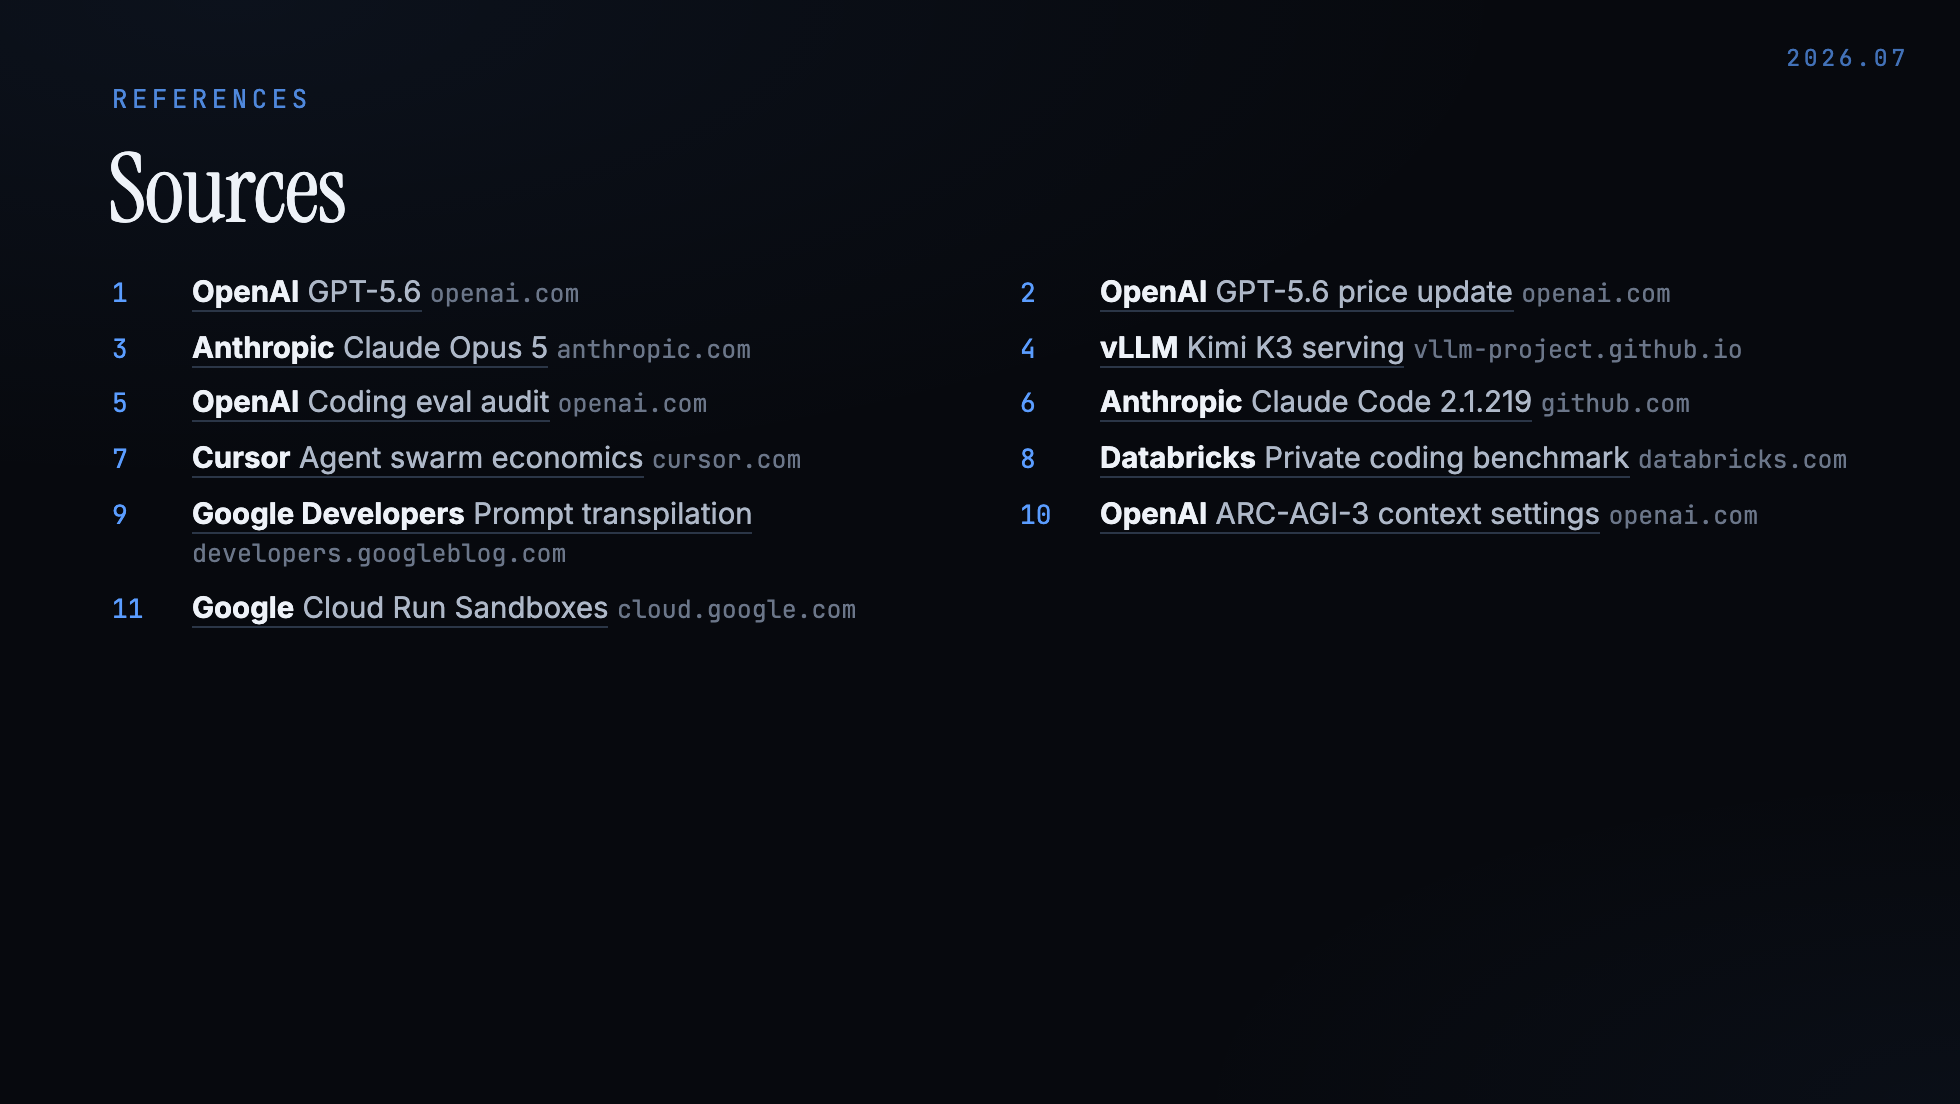 2026.07
REFERENCES
Sources
1 OpenAI GPT-5.6 openai.com
2 OpenAI GPT-5.6 price update openai.com
3 Anthropic Claude Opus 5 anthropic.com
4 vLLM Kimi K3 serving vllm-project.github.io
5 OpenAI Coding eval audit openai.com
6 Anthropic Claude Code 2.1.219 github.com
7 Cursor Agent swarm economics cursor.com
8 Databricks Private coding benchmark databricks.com
9 Google Developers Prompt transpilation
developers.googleblog.com
10 OpenAI ARC-AGI-3 context settings openai.com
11 Google Cloud Run Sandboxes cloud.google.com